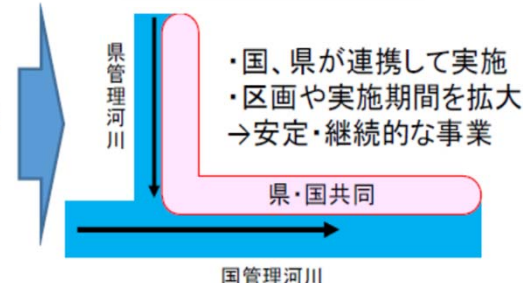 県管理河川
・国、県が連携して実施
・区画や実施期間を拡大
→安定・継続的な事業
県・国共同
国管理河川